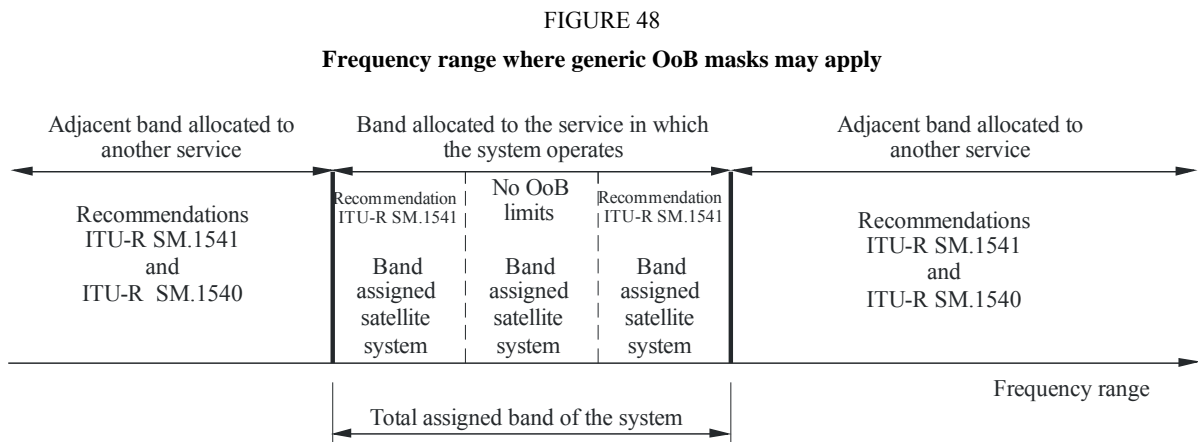 FIGURE 48
Frequency range where generic OoB masks may apply
Adjacent band allocated to
another service
Band allocated to the service in which
the system operates
Adjacent band allocated to
another service
Recommendations
ITU-R SM.1541
and
ITU-R SM.1540
Recommendation
ITU-R SM.1541
Band
assigned
satellite
system
No OoB
limits
Band
assigned
satellite
system
Recommendation
ITU-R SM.1541
Band
assigned
satellite
system
Recommendations
ITU-R SM.1541
and
ITU-R SM.1540
Frequency range
Total assigned band of the system